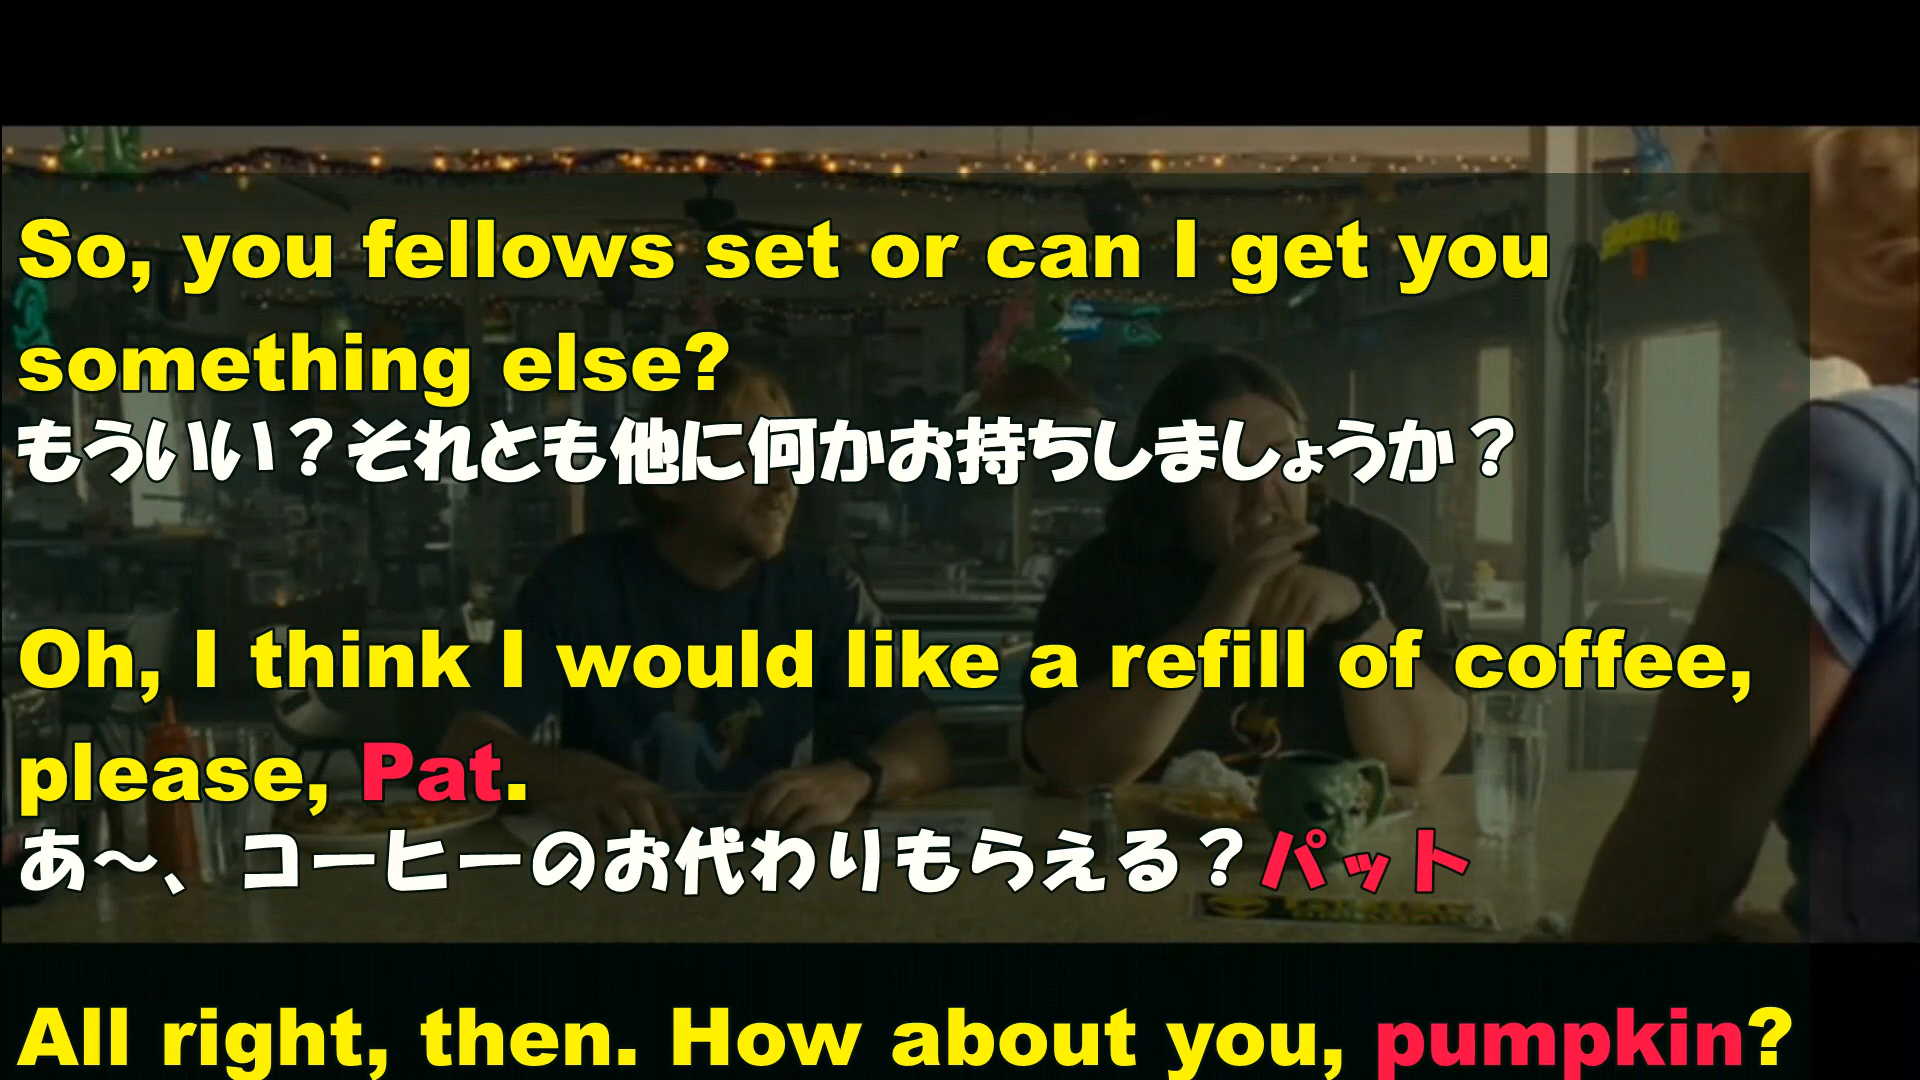 So, you fellows set or can I get you
something else?
もういい？それとも他に何かお持ちしましょうか？
Oh, I think I would like a refill of coffee,
please, Pat.
あ～、コーヒーのお代わりもらえる？パット
All right, then. How about you, pumpkin?